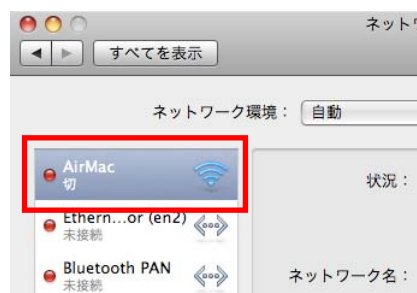 ネットワ
すべてを表示
ネットワーク環境： 自動
AirMac
切
状況：
Ethern...or (en2)
未接続
Bluetooth PAN
未接続
ネットワーク名：